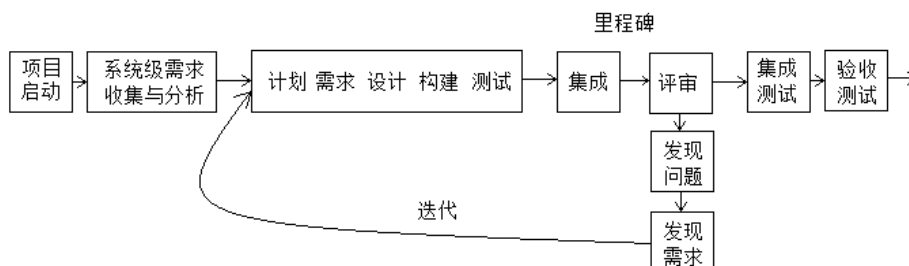 里程碑
项目
启动
系统级需求
收集与分析
计划 需求 设计 构建 测试
集成
评审
集成
测试
验收
测试
发现
问题
迭代
发现
需求